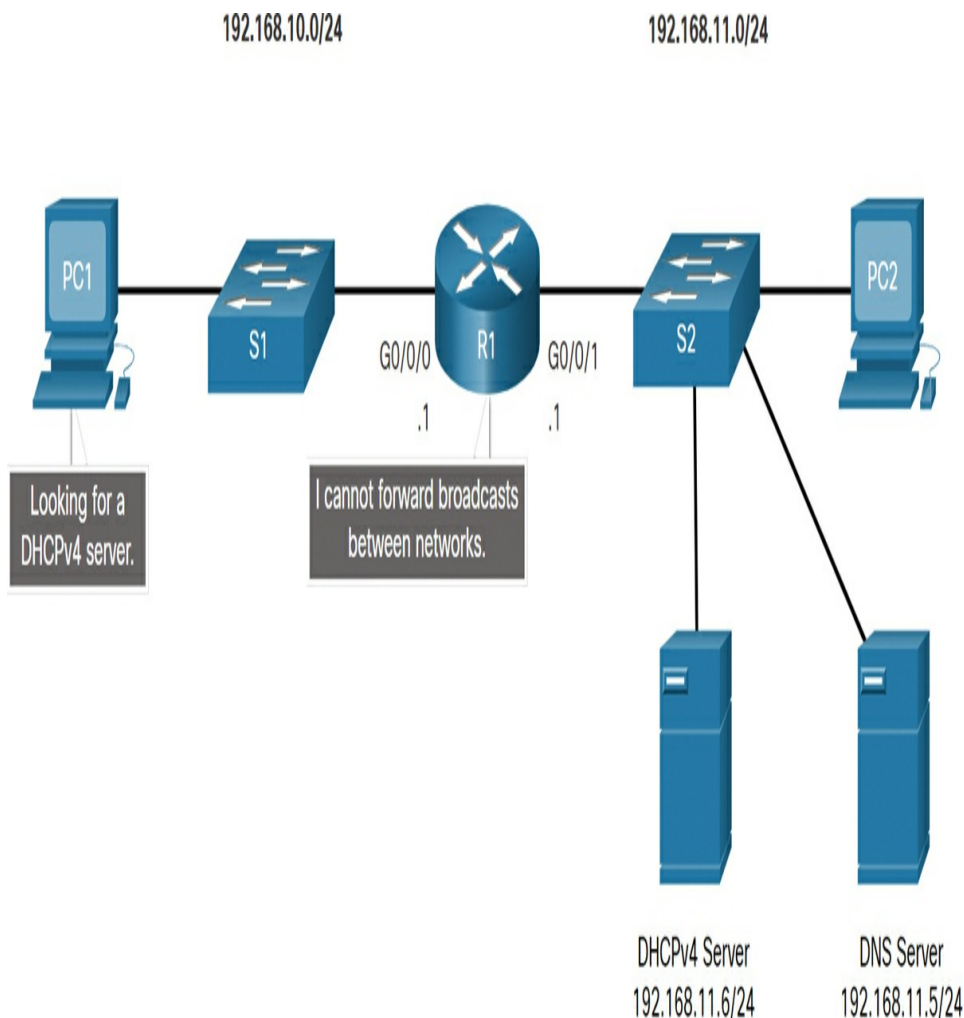 192.168.10.0/24
192.168.11.0/24
PC1
S1
G0/0/0
R1
G0/0/1
S2
PC2
.1
.1
Looking for a
DHCPv4 server.
I cannot forward broadcasts
between networks.
DHCPv4 Server
192.168.11.6/24
DNS Server
192.168.11.5/24